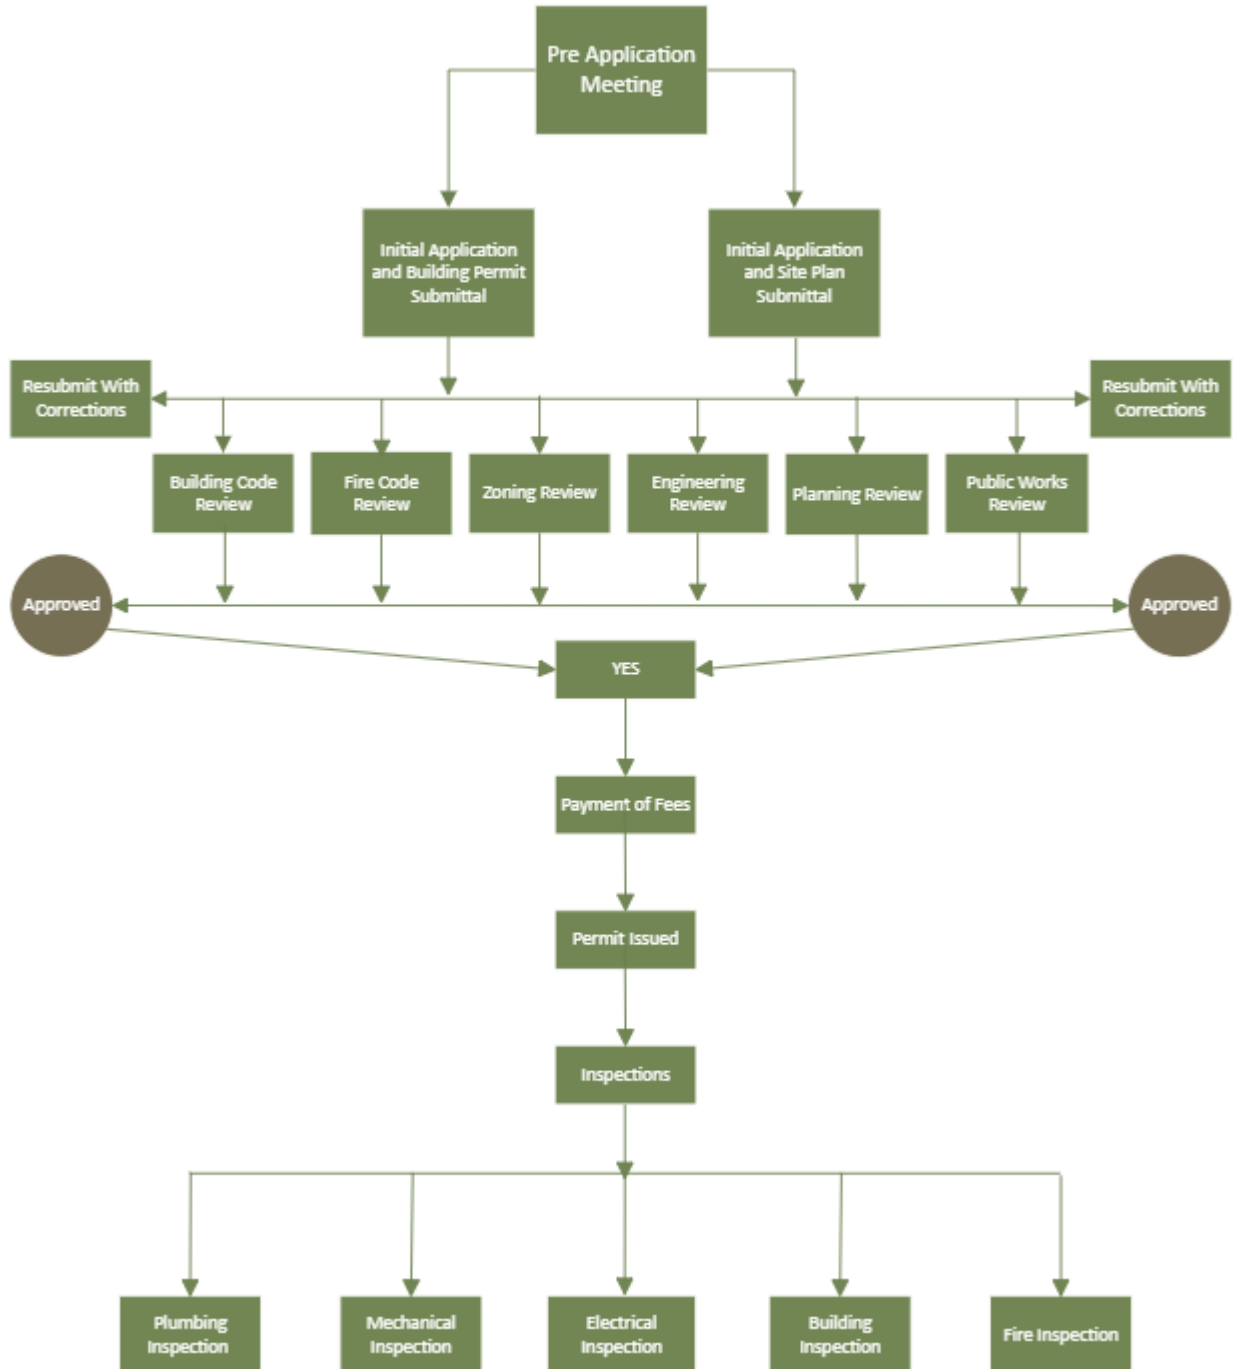 Pre Application
Meeting
Initial Application
and Building Permit
Submittal
Initial Application
and Site Plan
Submittal
Resubmit With
Corrections
Resubmit With
Corrections
Building Code
Review
Fire Code
Review
Zoning Review
Engineering
Review
Planning Review
Public Works
Review
Approved
Approved
YES
Payment of Fees
Permit Issued
Inspections
Plumbing
Inspection
Mechanical
Inspection
Electrical
Inspection
Building
Inspection
Fire Inspection